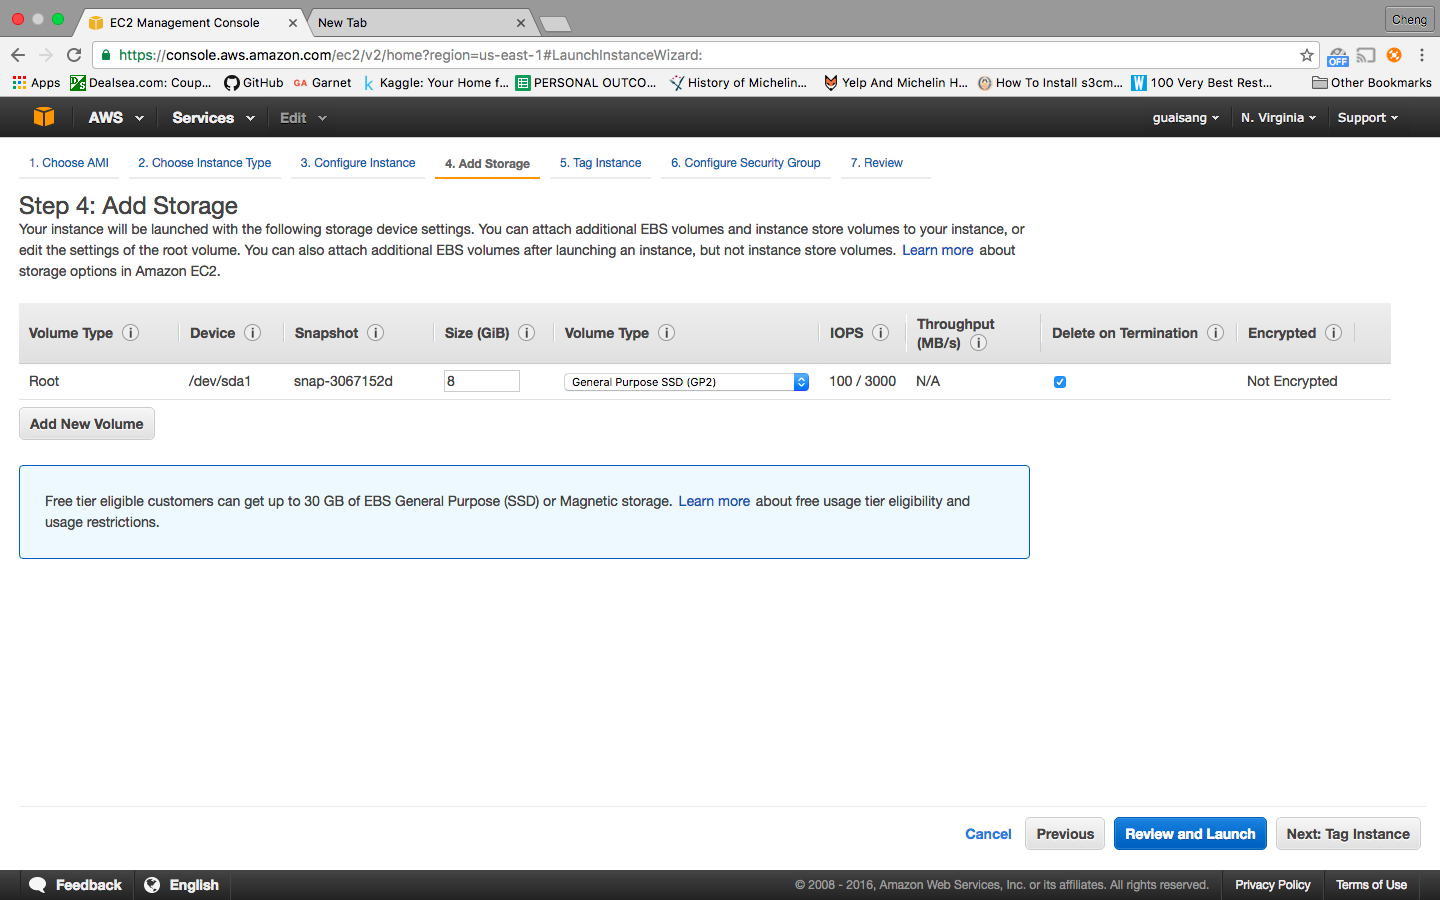 EC2 Management Console
New Tab
Cheng
https://console.aws.amazon.com/ec2/v2/home?region=us-east-1#LaunchInstanceWizard:
OFF
Apps
Dealsea.com: Coup...
GitHub
GA Garnet
k Kaggle: Your Home f...
PERSONAL OUTCO...
History of Michelin...
Yelp And Michelin H...
How To Install s3cm...
W 100 Very Best Rest...
Other Bookmarks
AWS
Services
Edit
guaisang
N. Virginia
Support
1. Choose AMI
2. Choose Instance Type
3. Configure Instance
4. Add Storage
5. Tag Instance
6. Configure Security Group
7. Review
Step 4: Add Storage
Your instance will be launched with the following storage device settings. You can attach additional EBS volumes and instance store volumes to your instance, or
edit the settings of the root volume. You can also attach additional EBS volumes after launching an instance, but not instance store volumes. Learn more about
storage options in Amazon EC2.
Volume Type i
Device i
Snapshot i
Size (GiB) i
Volume Type i
IOPS i
Throughput
(MB/s) i
Delete on Termination i
Encrypted i
Root
/dev/sda1
snap-3067152d
8
General Purpose SSD (GP2)
100 / 3000
N/A
Not Encrypted
Add New Volume
Free tier eligible customers can get up to 30 GB of EBS General Purpose (SSD) or Magnetic storage. Learn more about free usage tier eligibility and
usage restrictions.
Cancel
Previous
Review and Launch
Next: Tag Instance
Feedback
English
© 2008 - 2016, Amazon Web Services, Inc. or its affiliates. All rights reserved.
Privacy Policy
Terms of Use